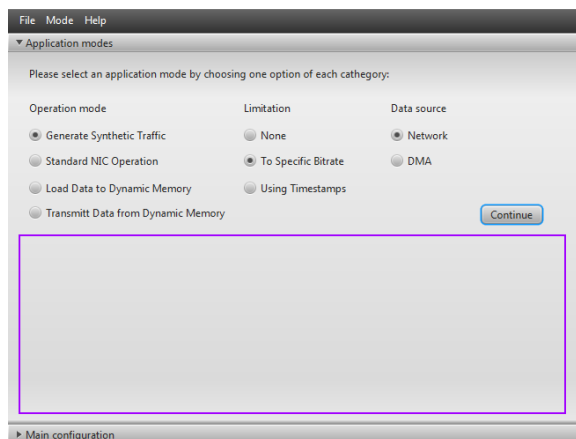 File Mode Help
Application modes
Please select an application mode by choosing one option of each cathegory:
Operation mode Limitation Data source
Generate Synthetic Traffic None Network
Standard NIC Operation To Specific Bitrate DMA
Load Data to Dynamic Memory Using Timestamps
Transmitt Data from Dynamic Memory Continue
Main configuration